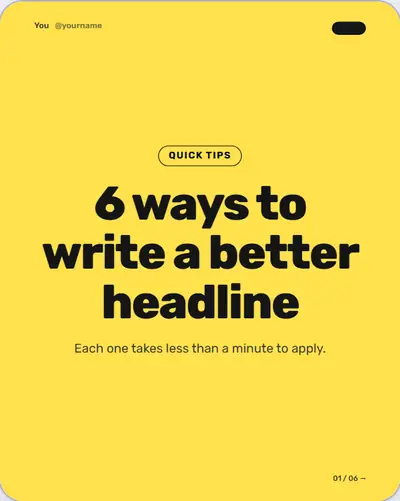 You @yourname
QUICK TIPS
6 ways to
write a better
headline
Each one takes less than a minute to apply.
01 / 06 →